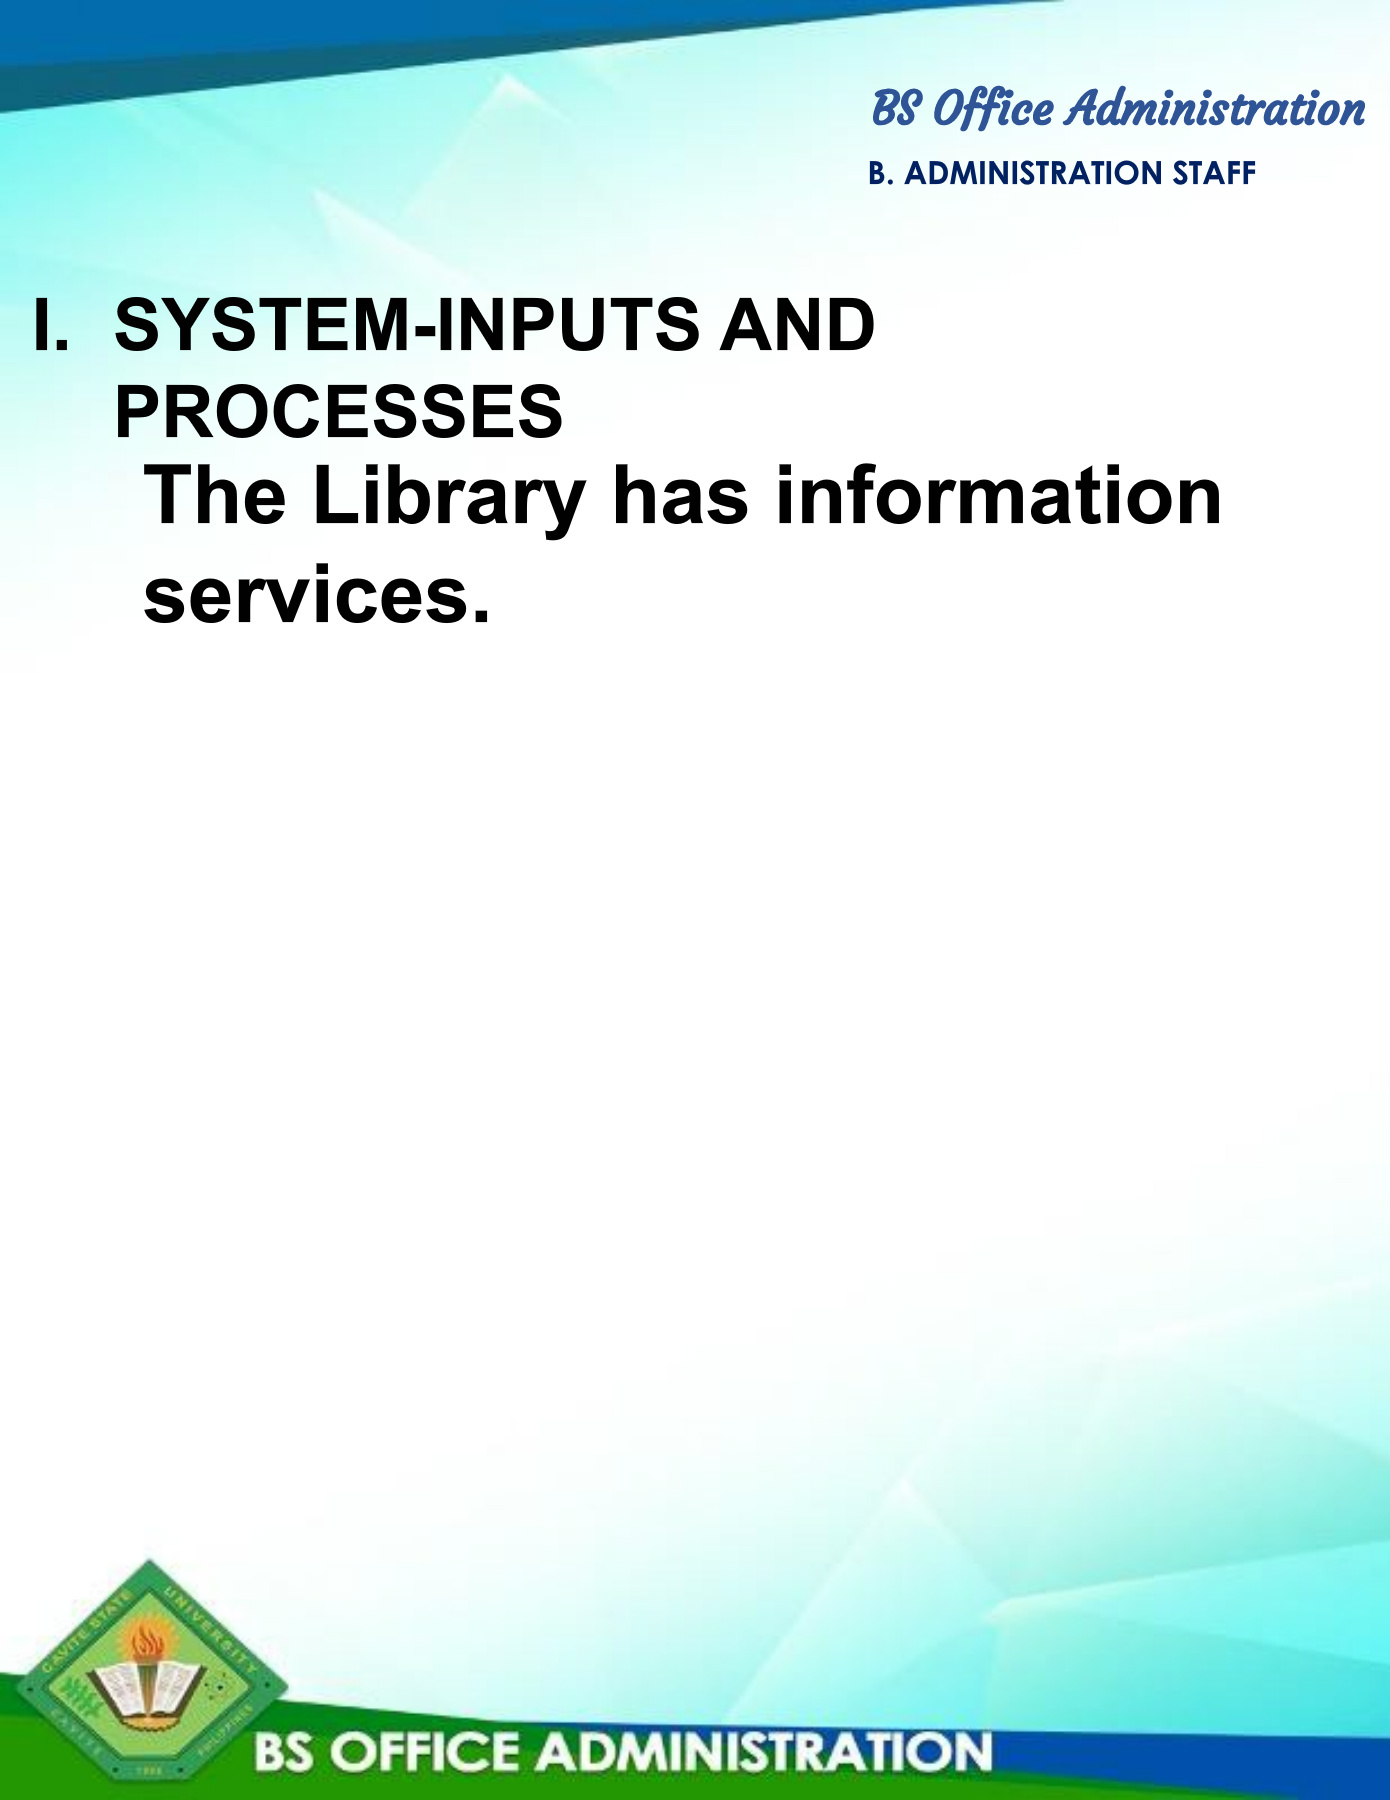 BS Office Administration
B. ADMINISTRATION STAFF
I. SYSTEM-INPUTS AND
PROCESSES
The Library has information
services.
CAVITE STATE
UNIVERSITY
CAVITE
PHILIPPINES
1906
BS OFFICE ADMINISTRATION